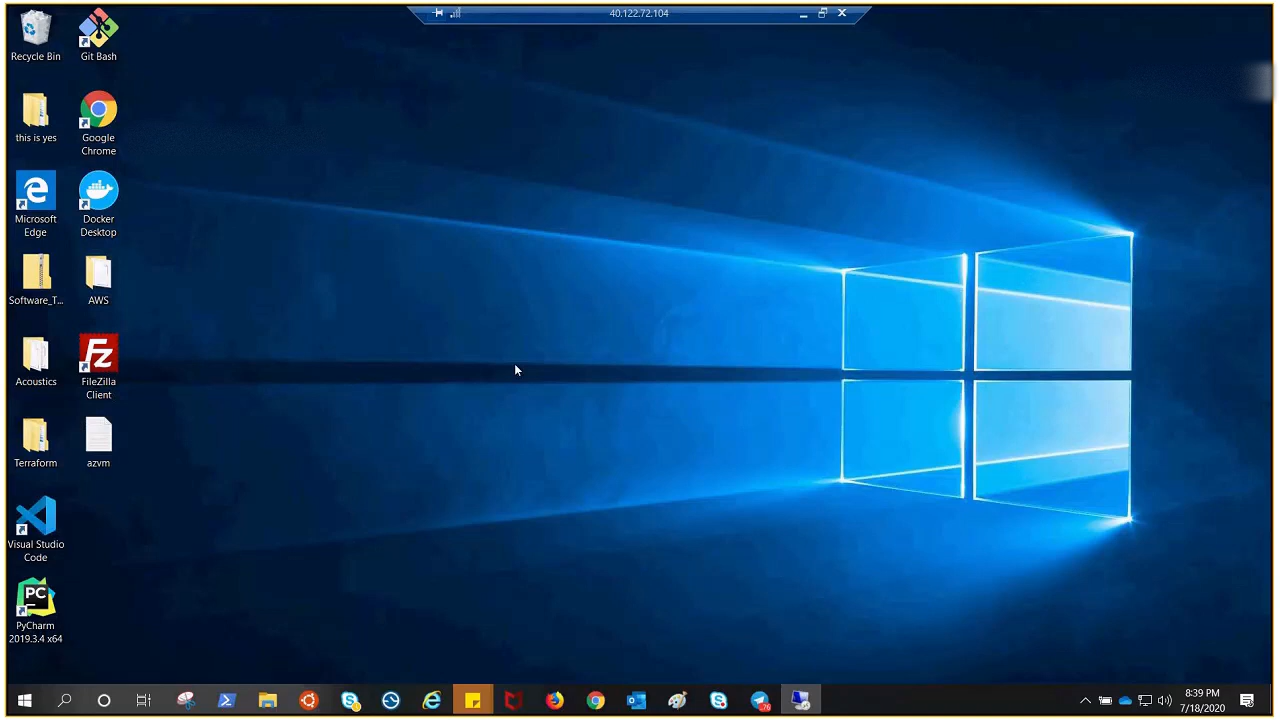 40.122.72.104
Recycle Bin
Git Bash
this is yes
Google
Chrome
Microsoft
Edge
Docker
Desktop
Software_T...
AWS
Acoustics
FileZilla
Client
Terraform
azvm
Visual Studio
Code
PC
PyCharm
2019.3.4 x64
8:39 PM
7/18/2020